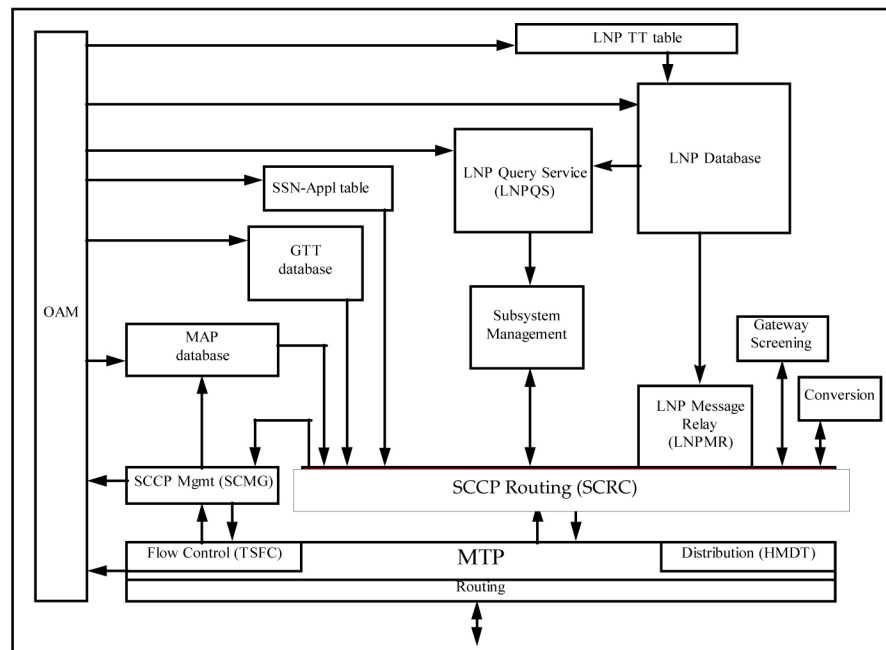 LNP TT table
LNP Database
LNP Query Service
(LNPQS)
SSN-Appl table
GTT
database
OAM
Subsystem
Management
Gateway
Screening
MAP
database
LNP Message
Relay
(LNPMR)
Conversion
SCCP Mgmt (SCMG)
SCCP Routing (SCRC)
Flow Control (TSFC)
MTP
Distribution (HMDT)
Routing